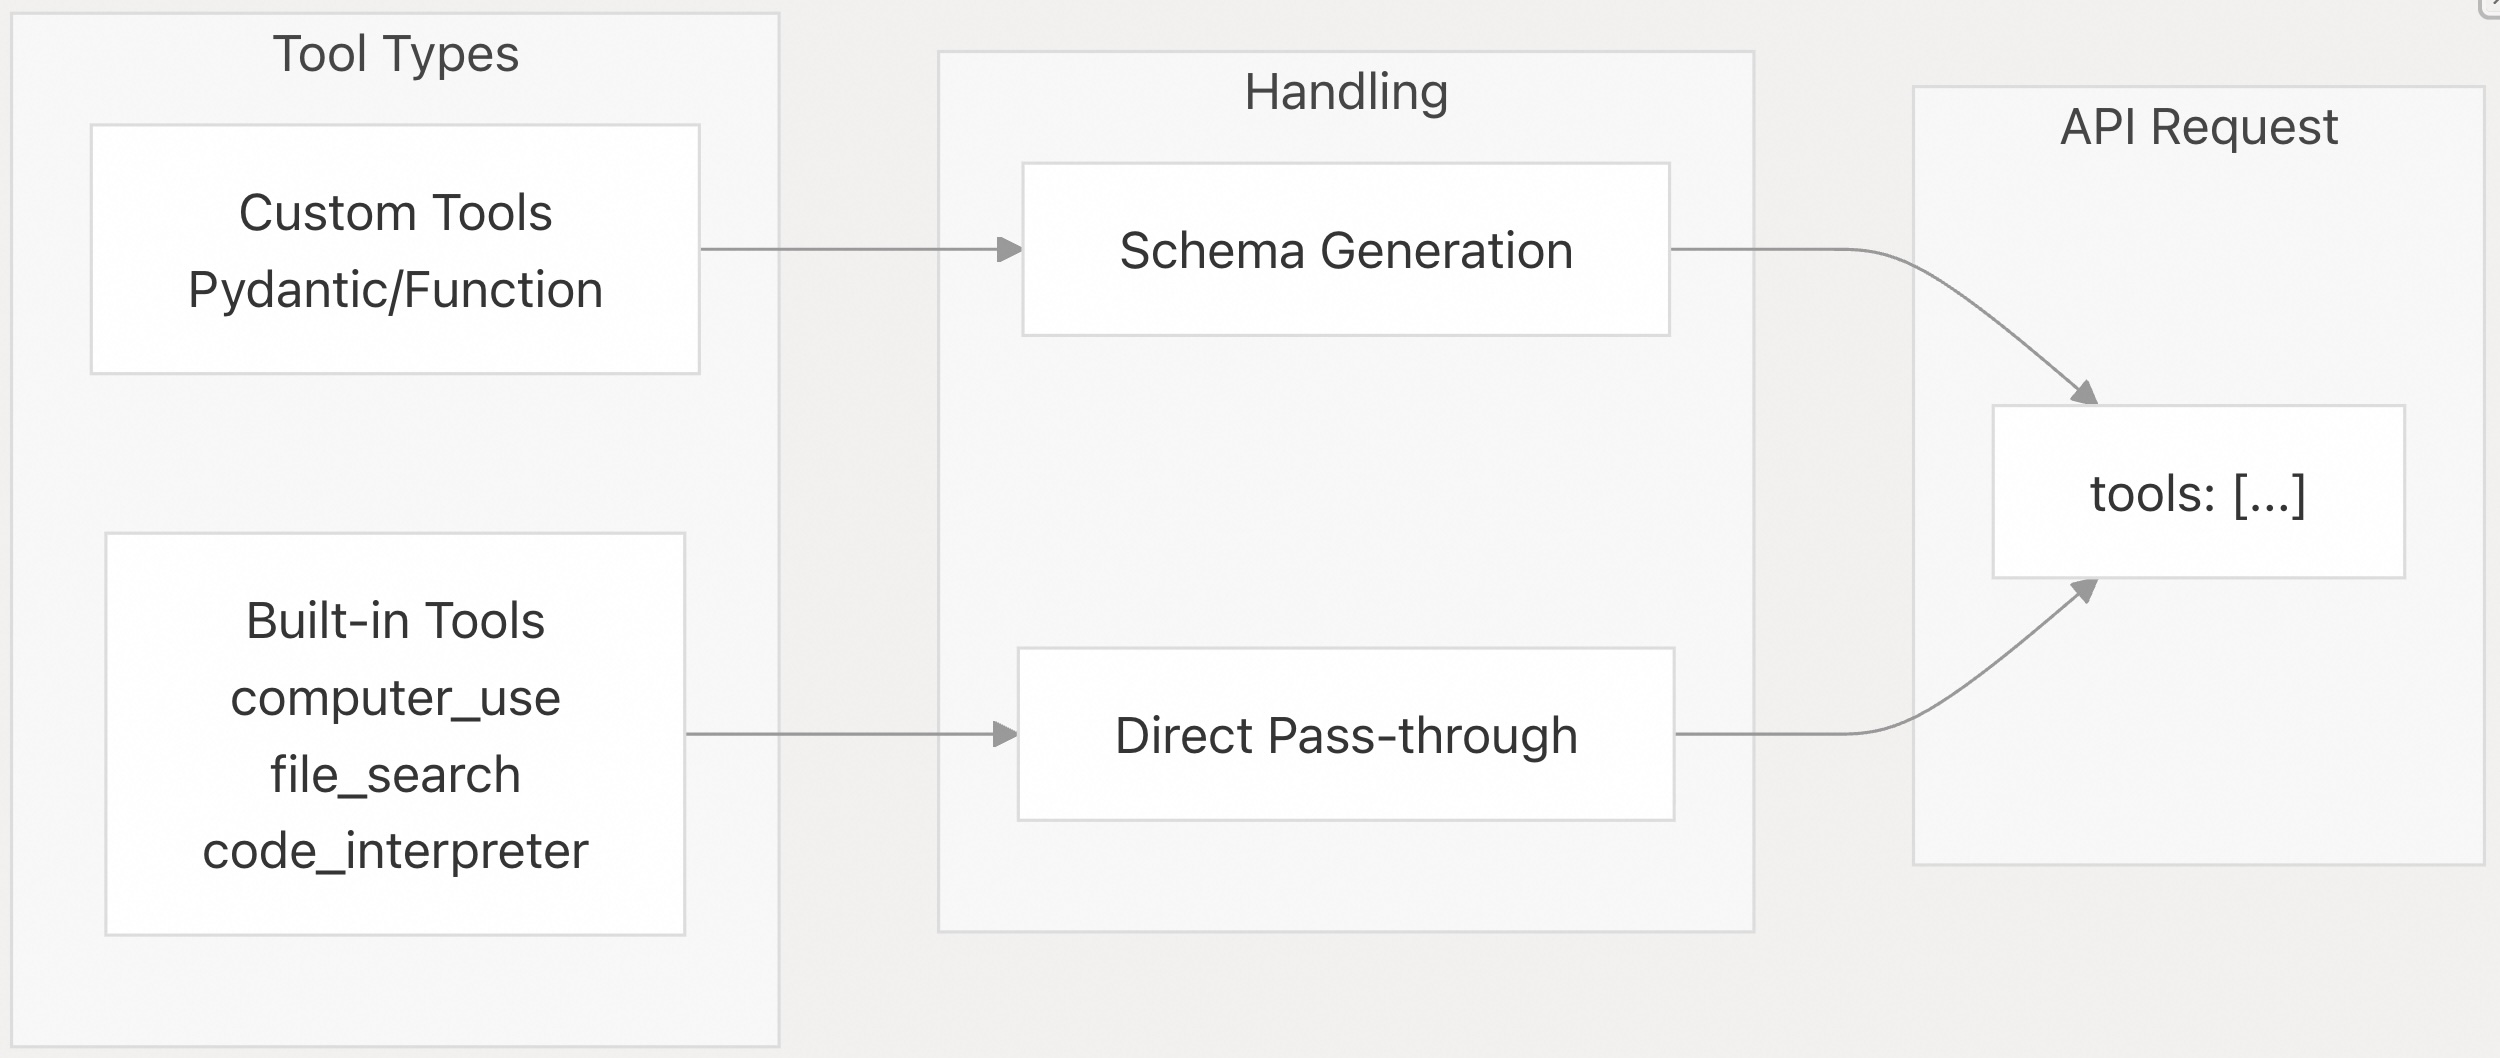 Tool Types
Custom Tools
Pydantic/Function
Built-in Tools
computer_use
file_search
code_interpreter
Handling
Schema Generation
Direct Pass-through
API Request
tools: [...]